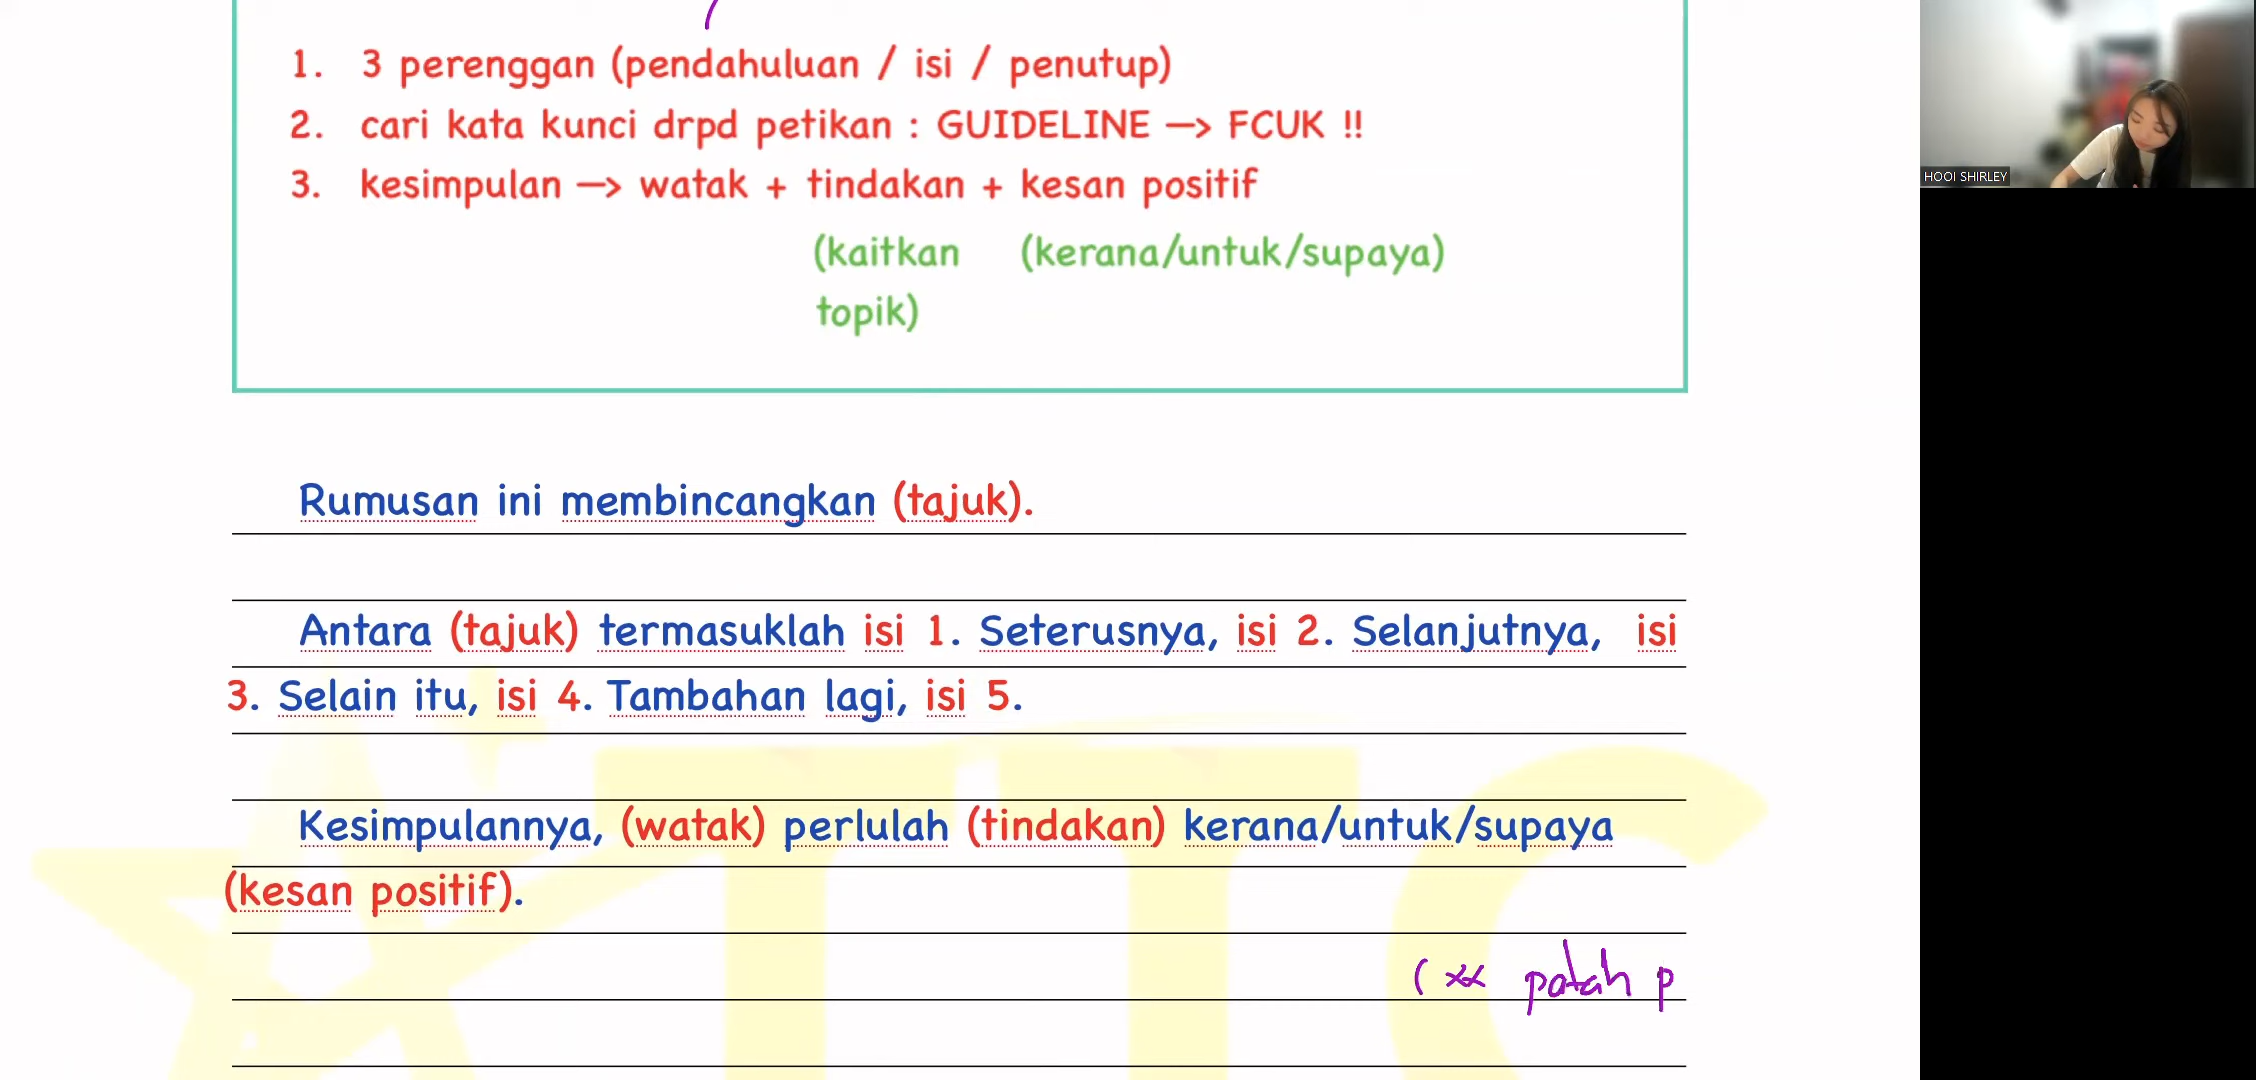 1. 3 perenggan (pendahuluan / isi / penutup)
2. cari kata kunci drpd petikan : GUIDELINE —> FCUK !!
3. kesimpulan —> watak + tindakan + kesan positif
(kaitkan (kerana/untuk/supaya)
topik)
HOOI SHIRLEY
Rumusan ini membincangkan (tajuk).
Antara (tajuk) termasuklah isi 1. Seterusnya, isi 2. Selanjutnya, isi
3. Selain itu, isi 4. Tambahan lagi, isi 5.
Kesimpulannya, (watak) perlulah (tindakan) kerana/untuk/supaya
(kesan positif).
( ** patah p